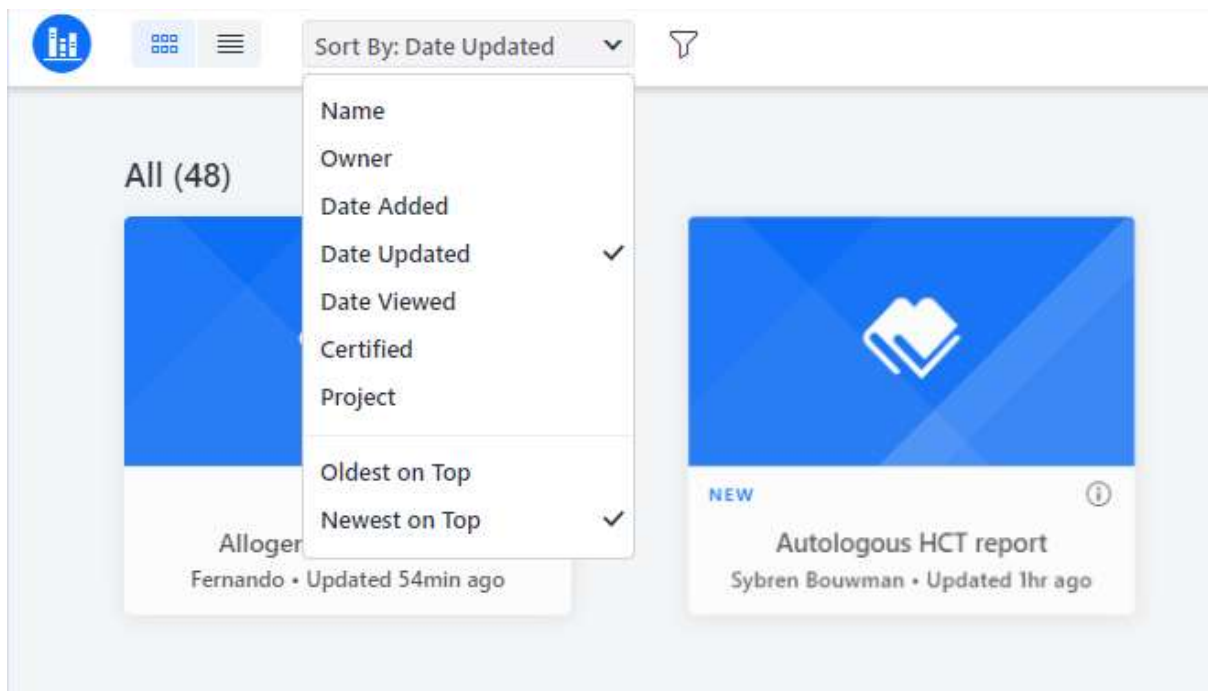 Sort By: Date Updated
Name
Owner
Date Added
Date Updated
Date Viewed
Certified
Project
Oldest on Top
Newest on Top
All (48)
Fernando • Updated 54min ago
NEW
Autologous HCT report
Sybren Bouwman • Updated 1hr ago